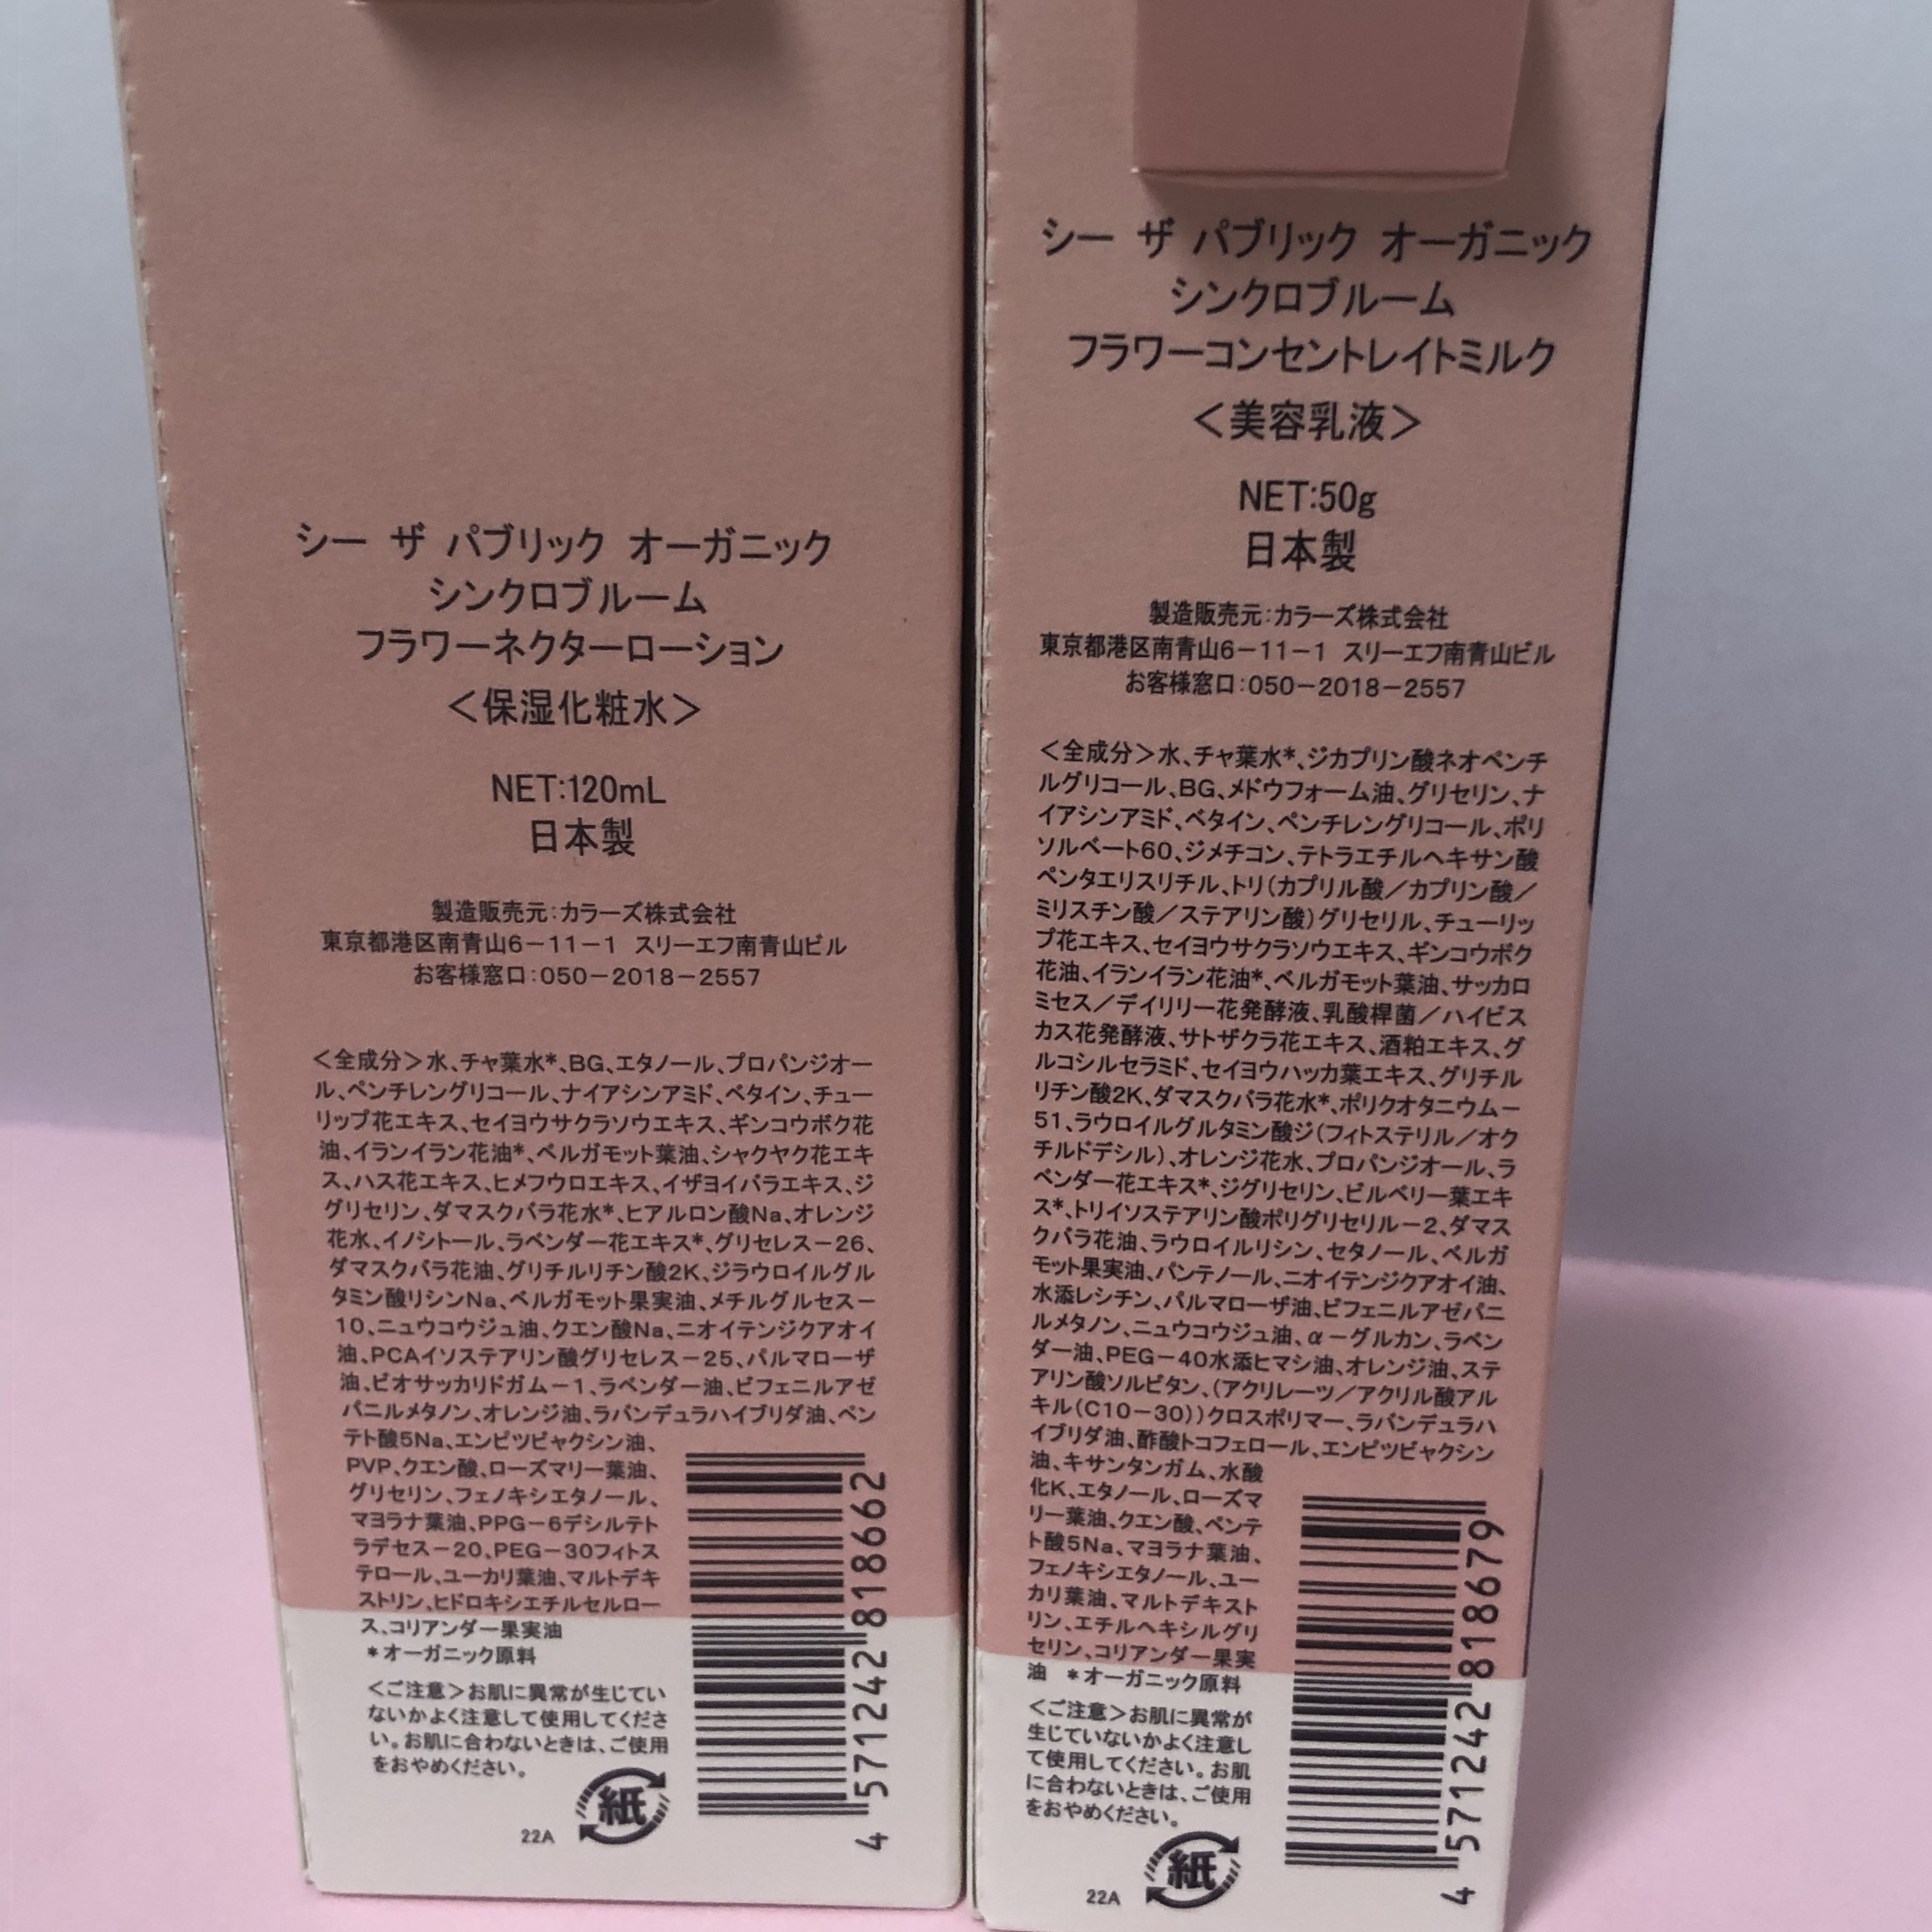 シー ザ パブリック オーガニック
シンクロブルーム
フラワーネクターローション
＜保湿化粧水＞
NET:120mL
日本製
製造販売元:カラーズ株式会社
東京都港区南青山6－11－1 スリーエフ南青山ビル
お客様窓口:050－2018－2557
＜全成分＞水、チャ葉水*、BG、エタノール、プロパンジオー
ル、ペンチレングリコール、ナイアシンアミド、ベタイン、チュー
リップ花エキス、セイヨウサクラソウエキス、ギンコウボク花
油、イランイラン花油*、ベルガモット葉油、シャクヤク花エキ
ス、ハス花エキス、ヒメフウロエキス、イザヨイバラエキス、ジ
グリセリン、ダマスクバラ花水*、ヒアルロン酸Na、オレンジ
花水、イノシトール、ラベンダー花エキス*、グリセレス－26、
ダマスクバラ花油、グリチルリチン酸2K、ジラウロイルグル
タミン酸リシンNa、ベルガモット果実油、メチルグルセス－
10、ニュウコウジュ油、クエン酸Na、ニオイテンジクアオイ
油、PCAイソステアリン酸グリセレス－25、パルマローザ
油、ビオサッカリドガム－1、ラベンダー油、ビフェニルアゼ
パニルメタノン、オレンジ油、ラバンデュラハイブリダ油、ペン
テト酸5Na、エンピツビャクシン油、
PVP、クエン酸、ローズマリー葉油、
グリセリン、フェノキシエタノール、
マヨラナ葉油、PPG－6デシルテト
ラデセス－20、PEG－30フィトス
テロール、ユーカリ葉油、マルトデキ
ストリン、ヒドロキシエチルセルロー
ス、コリアンダー果実油
*オーガニック原料
＜ご注意＞お肌に異常が生じてい
ないかよく注意して使用してくださ
い。お肌に合わないときは、ご使用
をおやめください。
22A
紙
4 571242 818662
シー ザ パブリック オーガニック
シンクロブルーム
フラワーコンセントレイトミルク
＜美容乳液＞
NET:50g
日本製
製造販売元:カラーズ株式会社
東京都港区南青山6－11－1 スリーエフ南青山ビル
お客様窓口:050－2018－2557
＜全成分＞水、チャ葉水*、ジカプリン酸ネオペンチ
ルグリコール、BG、メドウフォーム油、グリセリン、ナ
イアシンアミド、ベタイン、ペンチレングリコール、ポリ
ソルベート60、ジメチコン、テトラエチルヘキサン酸
ペンタエリスリチル、トリ(カプリル酸／カプリン酸／
ミリスチン酸／ステアリン酸)グリセリル、チューリッ
プ花エキス、セイヨウサクラソウエキス、ギンコウボク
花油、イランイラン花油*、ベルガモット葉油、サッカロ
ミセス／デイリリー花発酵液、乳酸桿菌／ハイビス
カス花発酵液、サトザクラ花エキス、酒粕エキス、グ
ルコシルセラミド、セイヨウハッカ葉エキス、グリチル
リチン酸2K、ダマスクバラ花水*、ポリクオタニウム－
51、ラウロイルグルタミン酸ジ(フィトステリル／オク
チルドデシル)、オレンジ花水、プロパンジオール、ラ
ベンダー花エキス*、ジグリセリン、ビルベリー葉エキ
ス*、トリイソステアリン酸ポリグリセリル－2、ダマス
クバラ花油、ラウロイルリシン、セタノール、ベルガ
モット果実油、パンテノール、ニオイテンジクアオイ油、
水添レシチン、パルマローザ油、ビフェニルアゼパニ
ルメタノン、ニュウコウジュ油、α－グルカン、ラベン
ダー油、PEG－40水添ヒマシ油、オレンジ油、ステ
アリン酸ソルビタン、(アクリレーツ／アクリル酸アル
キル(C10－30))クロスポリマー、ラバンデュラハ
イブリダ油、酢酸トコフェロール、エンピツビャクシン
油、キサンタンガム、水酸
化K、エタノール、ローズマ
リー葉油、クエン酸、ペンテ
ト酸5Na、マヨラナ葉油、
フェノキシエタノール、ユー
カリ葉油、マルトデキスト
リン、エチルヘキシルグリ
セリン、コリアンダー果実
油 *オーガニック原料
＜ご注意＞お肌に異常が
生じていないかよく注意し
て使用してください。お肌
に合わないときは、ご使用
をおやめください。
22A
紙
4 571242 818679